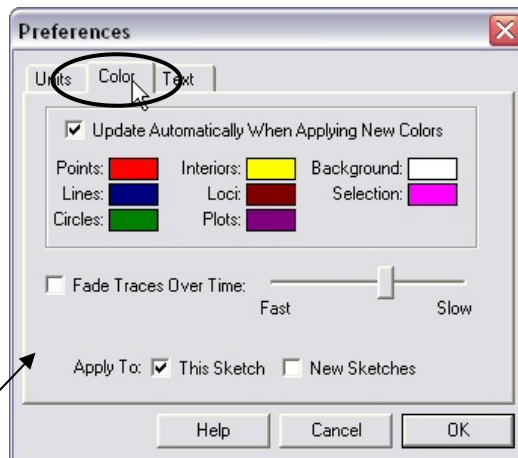 Preferences
Units Color Text
Update Automatically When Applying New Colors
Points: Interiors: Background:
Lines: Loci: Selection:
Circles: Plots:
Fade Traces Over Time:
Fast Slow
Apply To: This Sketch New Sketches
Help Cancel OK